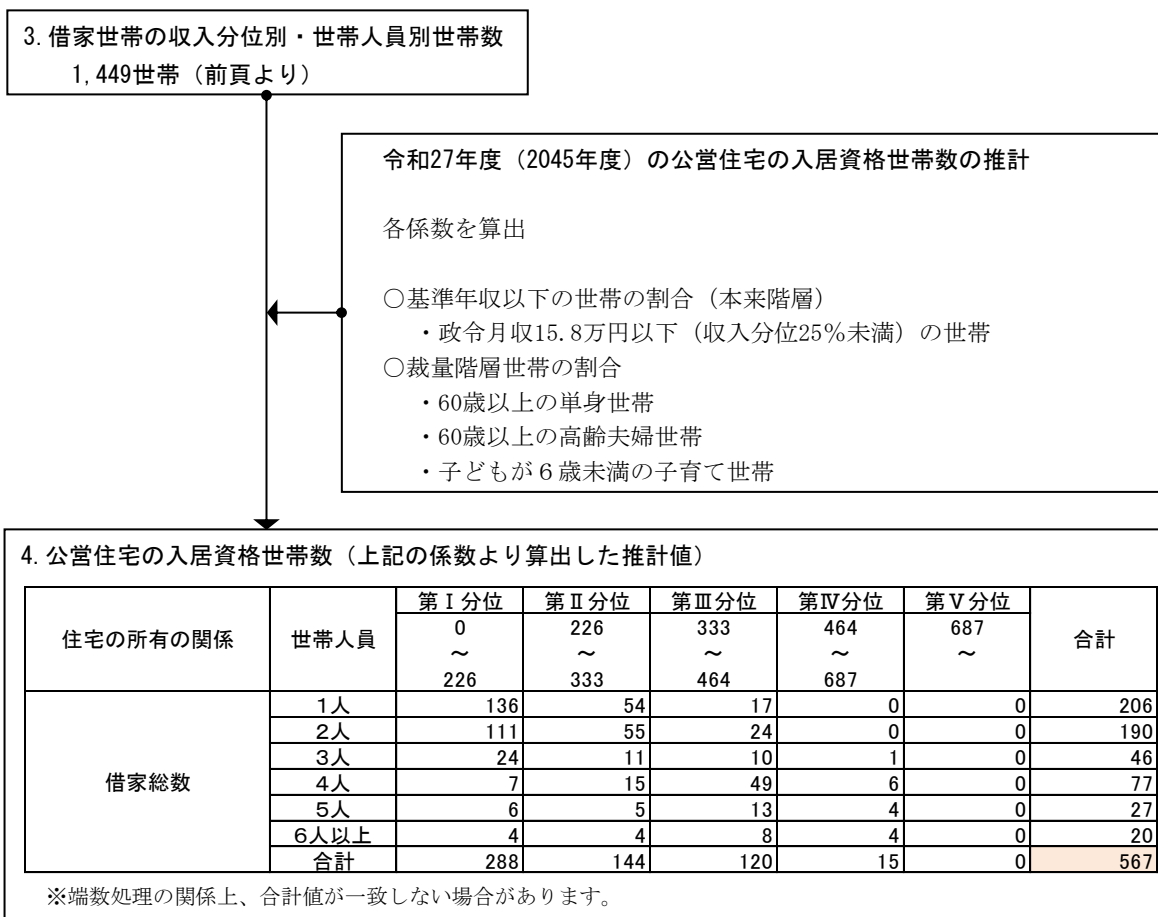 3.借家世帯の収入分位別・世帯人員別世帯数
1,449世帯（前頁より）
令和27年度（2045年度）の公営住宅の入居資格世帯数の推計
各係数を算出
○基準年収以下の世帯の割合（本来階層）
・政令月収15.8万円以下（収入分位25％未満）の世帯
○裁量階層世帯の割合
・60歳以上の単身世帯
・60歳以上の高齢夫婦世帯
・子どもが６歳未満の子育て世帯
4.公営住宅の入居資格世帯数（上記の係数より算出した推計値）
住宅の所有の関係 世帯人員 第Ⅰ分位 第Ⅱ分位 第Ⅲ分位 第Ⅳ分位 第Ⅴ分位 合計
0 226 333 464 687
～ ～ ～ ～ ～
226 333 464 687
借家総数
1人 136 54 17 0 0 206
2人 111 55 24 0 0 190
3人 24 11 10 1 0 46
4人 7 15 49 6 0 77
5人 6 5 13 4 0 27
6人以上 4 4 8 4 0 20
合計 288 144 120 15 0 567
※端数処理の関係上、合計値が一致しない場合があります。